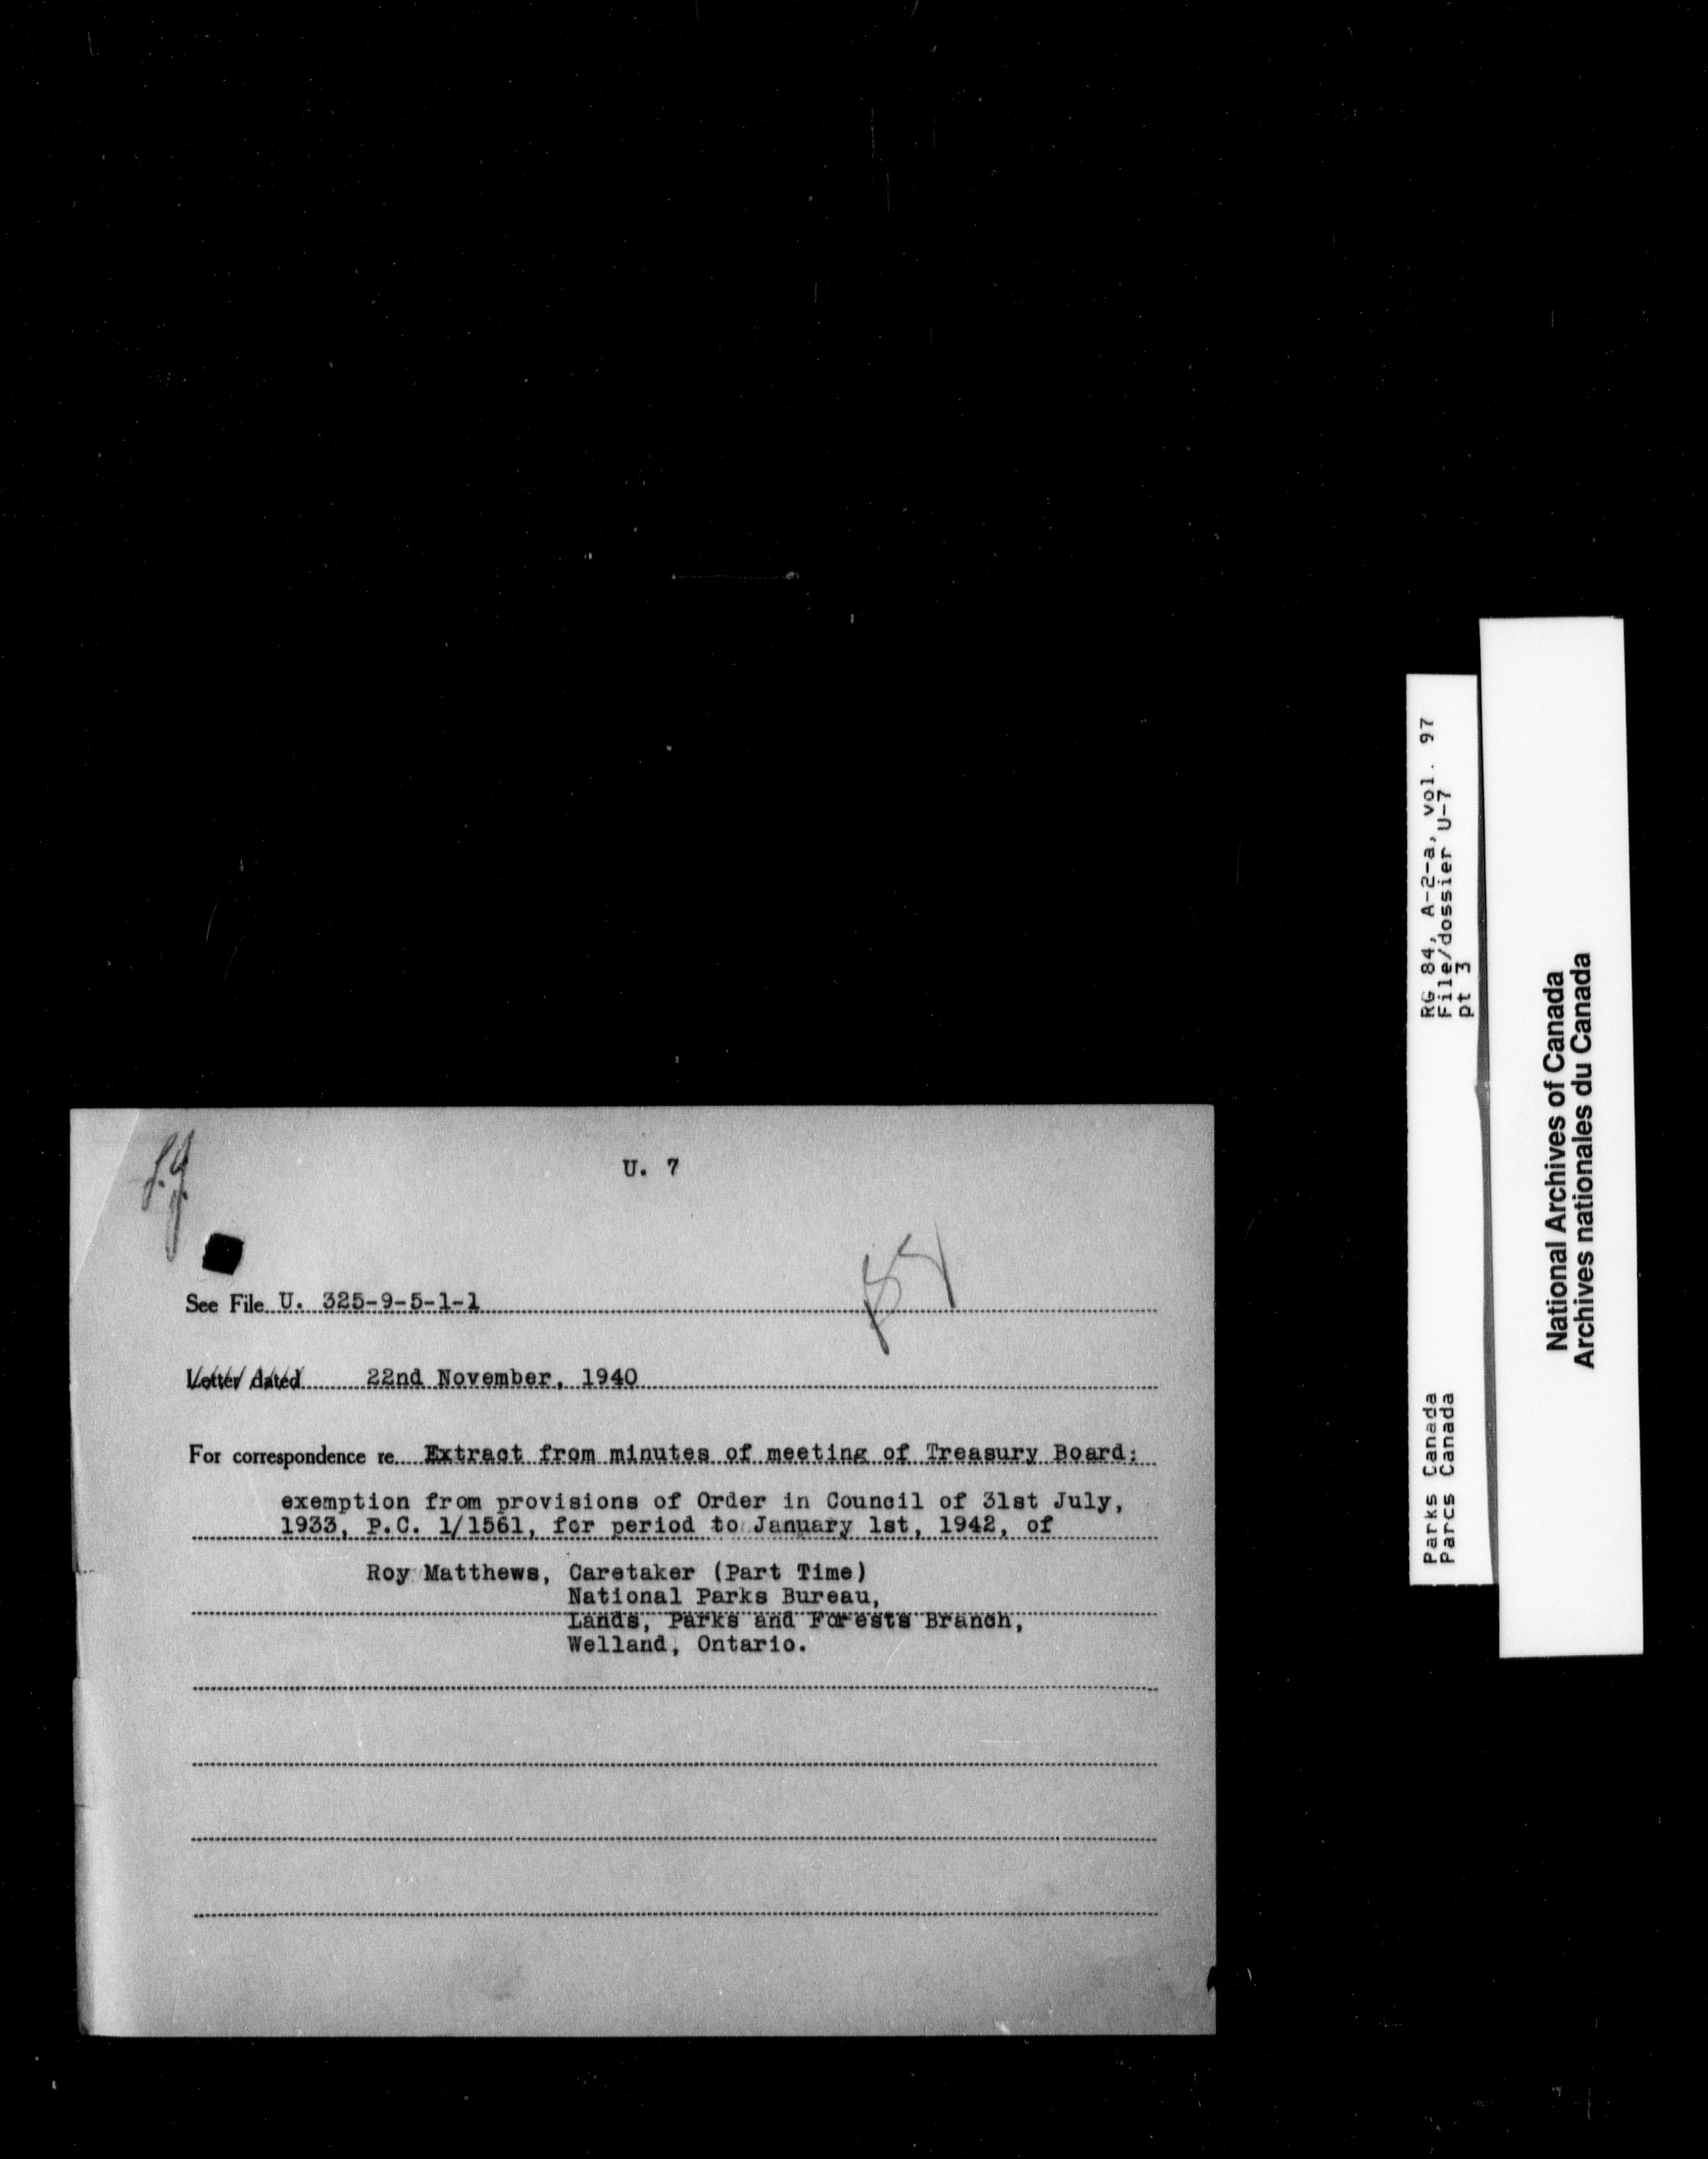 U. 7
See File U. 325-9-5-1-1
Letter dated 22nd November, 1940
For correspondence re Extract from minutes of meeting of Treasury Board;
exemption from provisions of Order in Council of 31st July,
1933, P.C. 1/1561, for period to January 1st, 1942, of
Roy Matthews, Caretaker (Part Time)
National Parks Bureau,
Lands, Parks and Forests Branch,
Welland, Ontario.
RG 84, A-2-a, vol. 97
File/dossier U-7
pt 3
Parks Canada
Parcs Canada
National Archives of Canada
Archives nationales du Canada